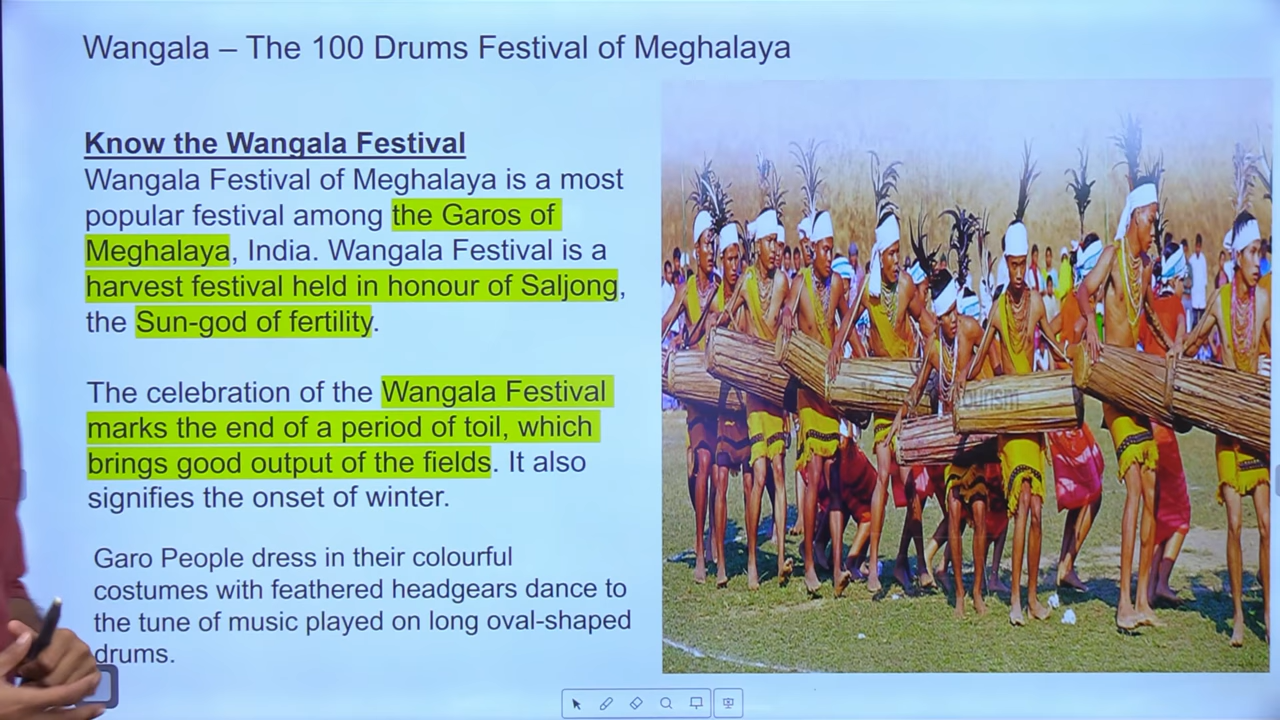 Wangala – The 100 Drums Festival of Meghalaya
Know the Wangala Festival
Wangala Festival of Meghalaya is a most
popular festival among the Garos of
Meghalaya, India. Wangala Festival is a
harvest festival held in honour of Saljong,
the Sun-god of fertility.
The celebration of the Wangala Festival
marks the end of a period of toil, which
brings good output of the fields. It also
signifies the onset of winter.
Garo People dress in their colourful
costumes with feathered headgears dance to
the tune of music played on long oval-shaped
drums.